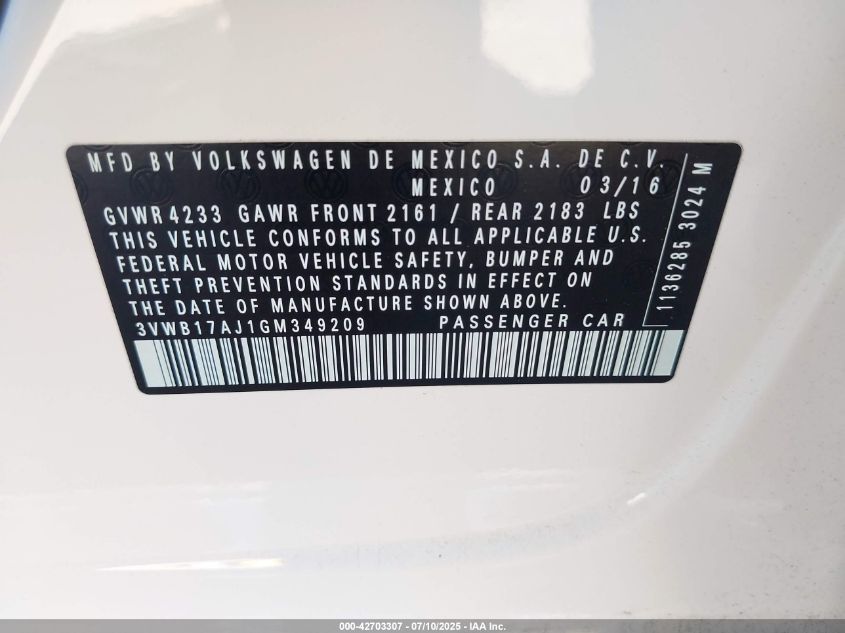 MFD BY VOLKSWAGEN DE MEXICO S.A. DE C.V.
MEXICO 03/16
GVWR 4233 GAWR FRONT 2161 / REAR 2183 LBS
THIS VEHICLE CONFORMS TO ALL APPLICABLE U.S.
FEDERAL MOTOR VEHICLE SAFETY, BUMPER AND
THEFT PREVENTION STANDARDS IN EFFECT ON
THE DATE OF MANUFACTURE SHOWN ABOVE.
3VWB17AJ1GM349209 PASSENGER CAR
1136285 3024 M
000-42703307 - 07/10/2025 - IAA Inc.